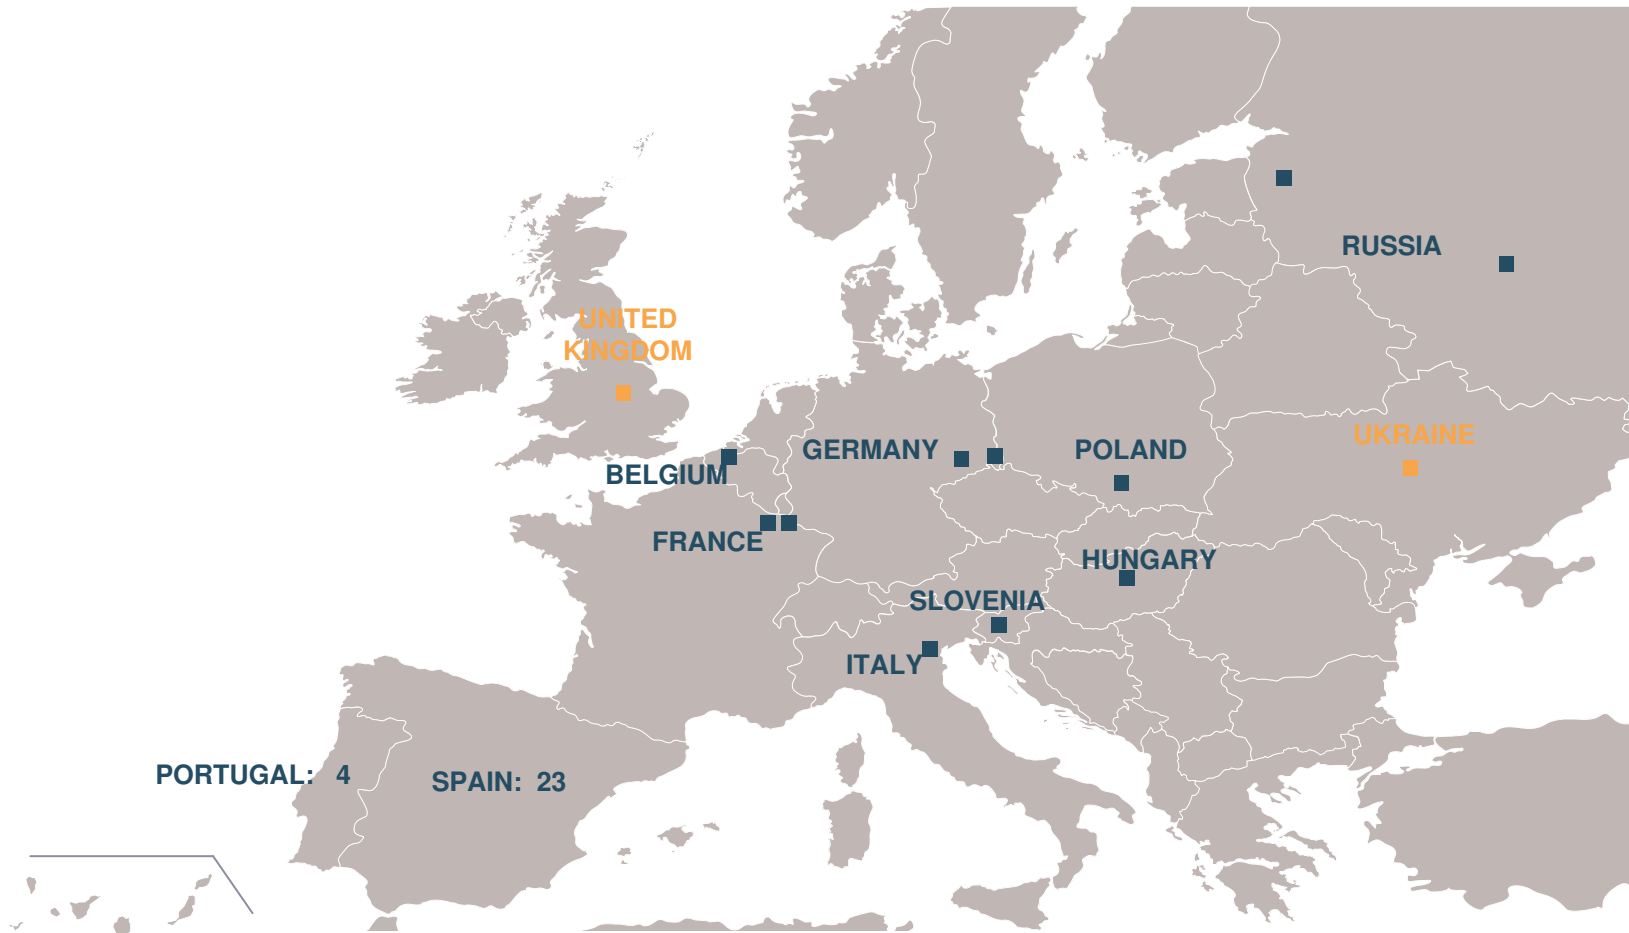 RUSSIA
UNITED
KINGDOM
UKRAINE
GERMANY
POLAND
BELGIUM
FRANCE
HUNGARY
SLOVENIA
ITALY
PORTUGAL: 4
SPAIN: 23